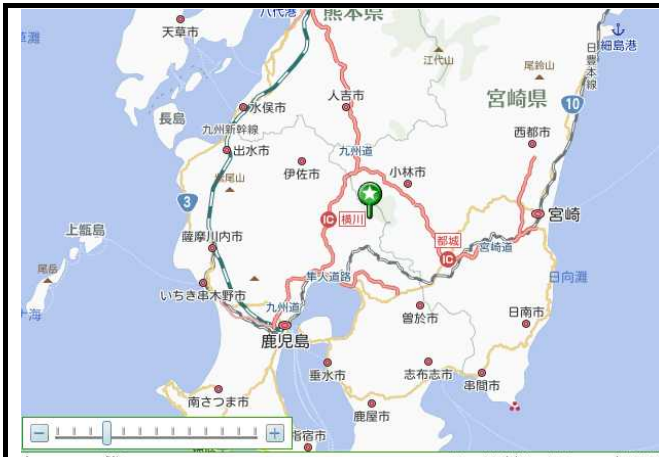 八代港
熊本県
天草市
江代山
細島港
日豊本線
尾鈴山
宮崎県
水俣市
人吉市
10
長島
九州新幹線
西都市
出水市
九州道
伊佐市
小林市
3
上甑島
IC 横川
宮崎
都城
薩摩川内市
IC
宮崎道
尾岳
隼人道路
日向灘
いちき串木野市
九州道
曽於市
日南市
鹿児島
垂水市
志布志市
串間市
南さつま市
鹿屋市
指宿市